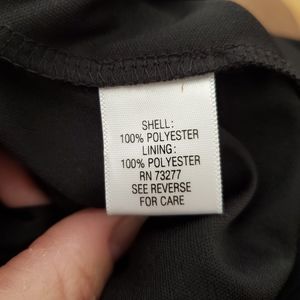 SHELL:
100% POLYESTER
LINING:
100% POLYESTER
RN 73277
SEE REVERSE
FOR CARE